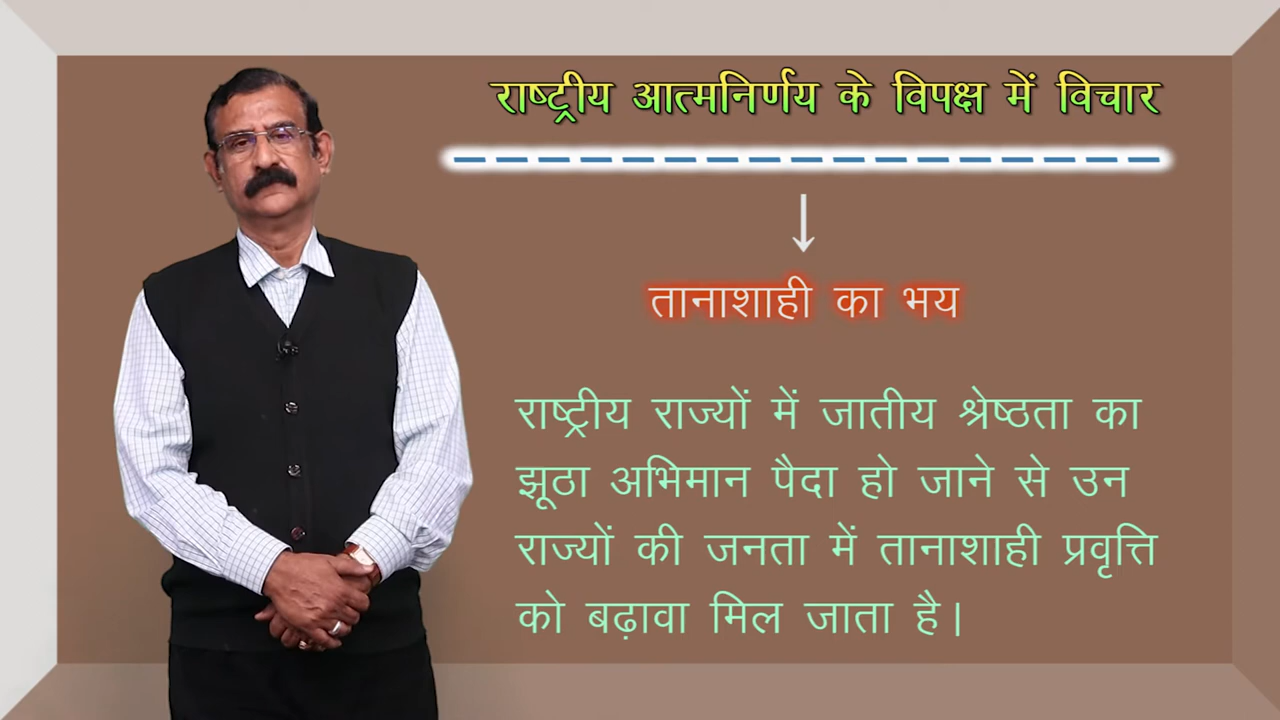 राष्ट्रीय आत्मनिर्णय के विपक्ष में विचार
तानाशाही का भय
राष्ट्रीय राज्यों में जातीय श्रेष्ठता का
झूठा अभिमान पैदा हो जाने से उन
राज्यों की जनता में तानाशाही प्रवृत्ति
को बढ़ावा मिल जाता है।